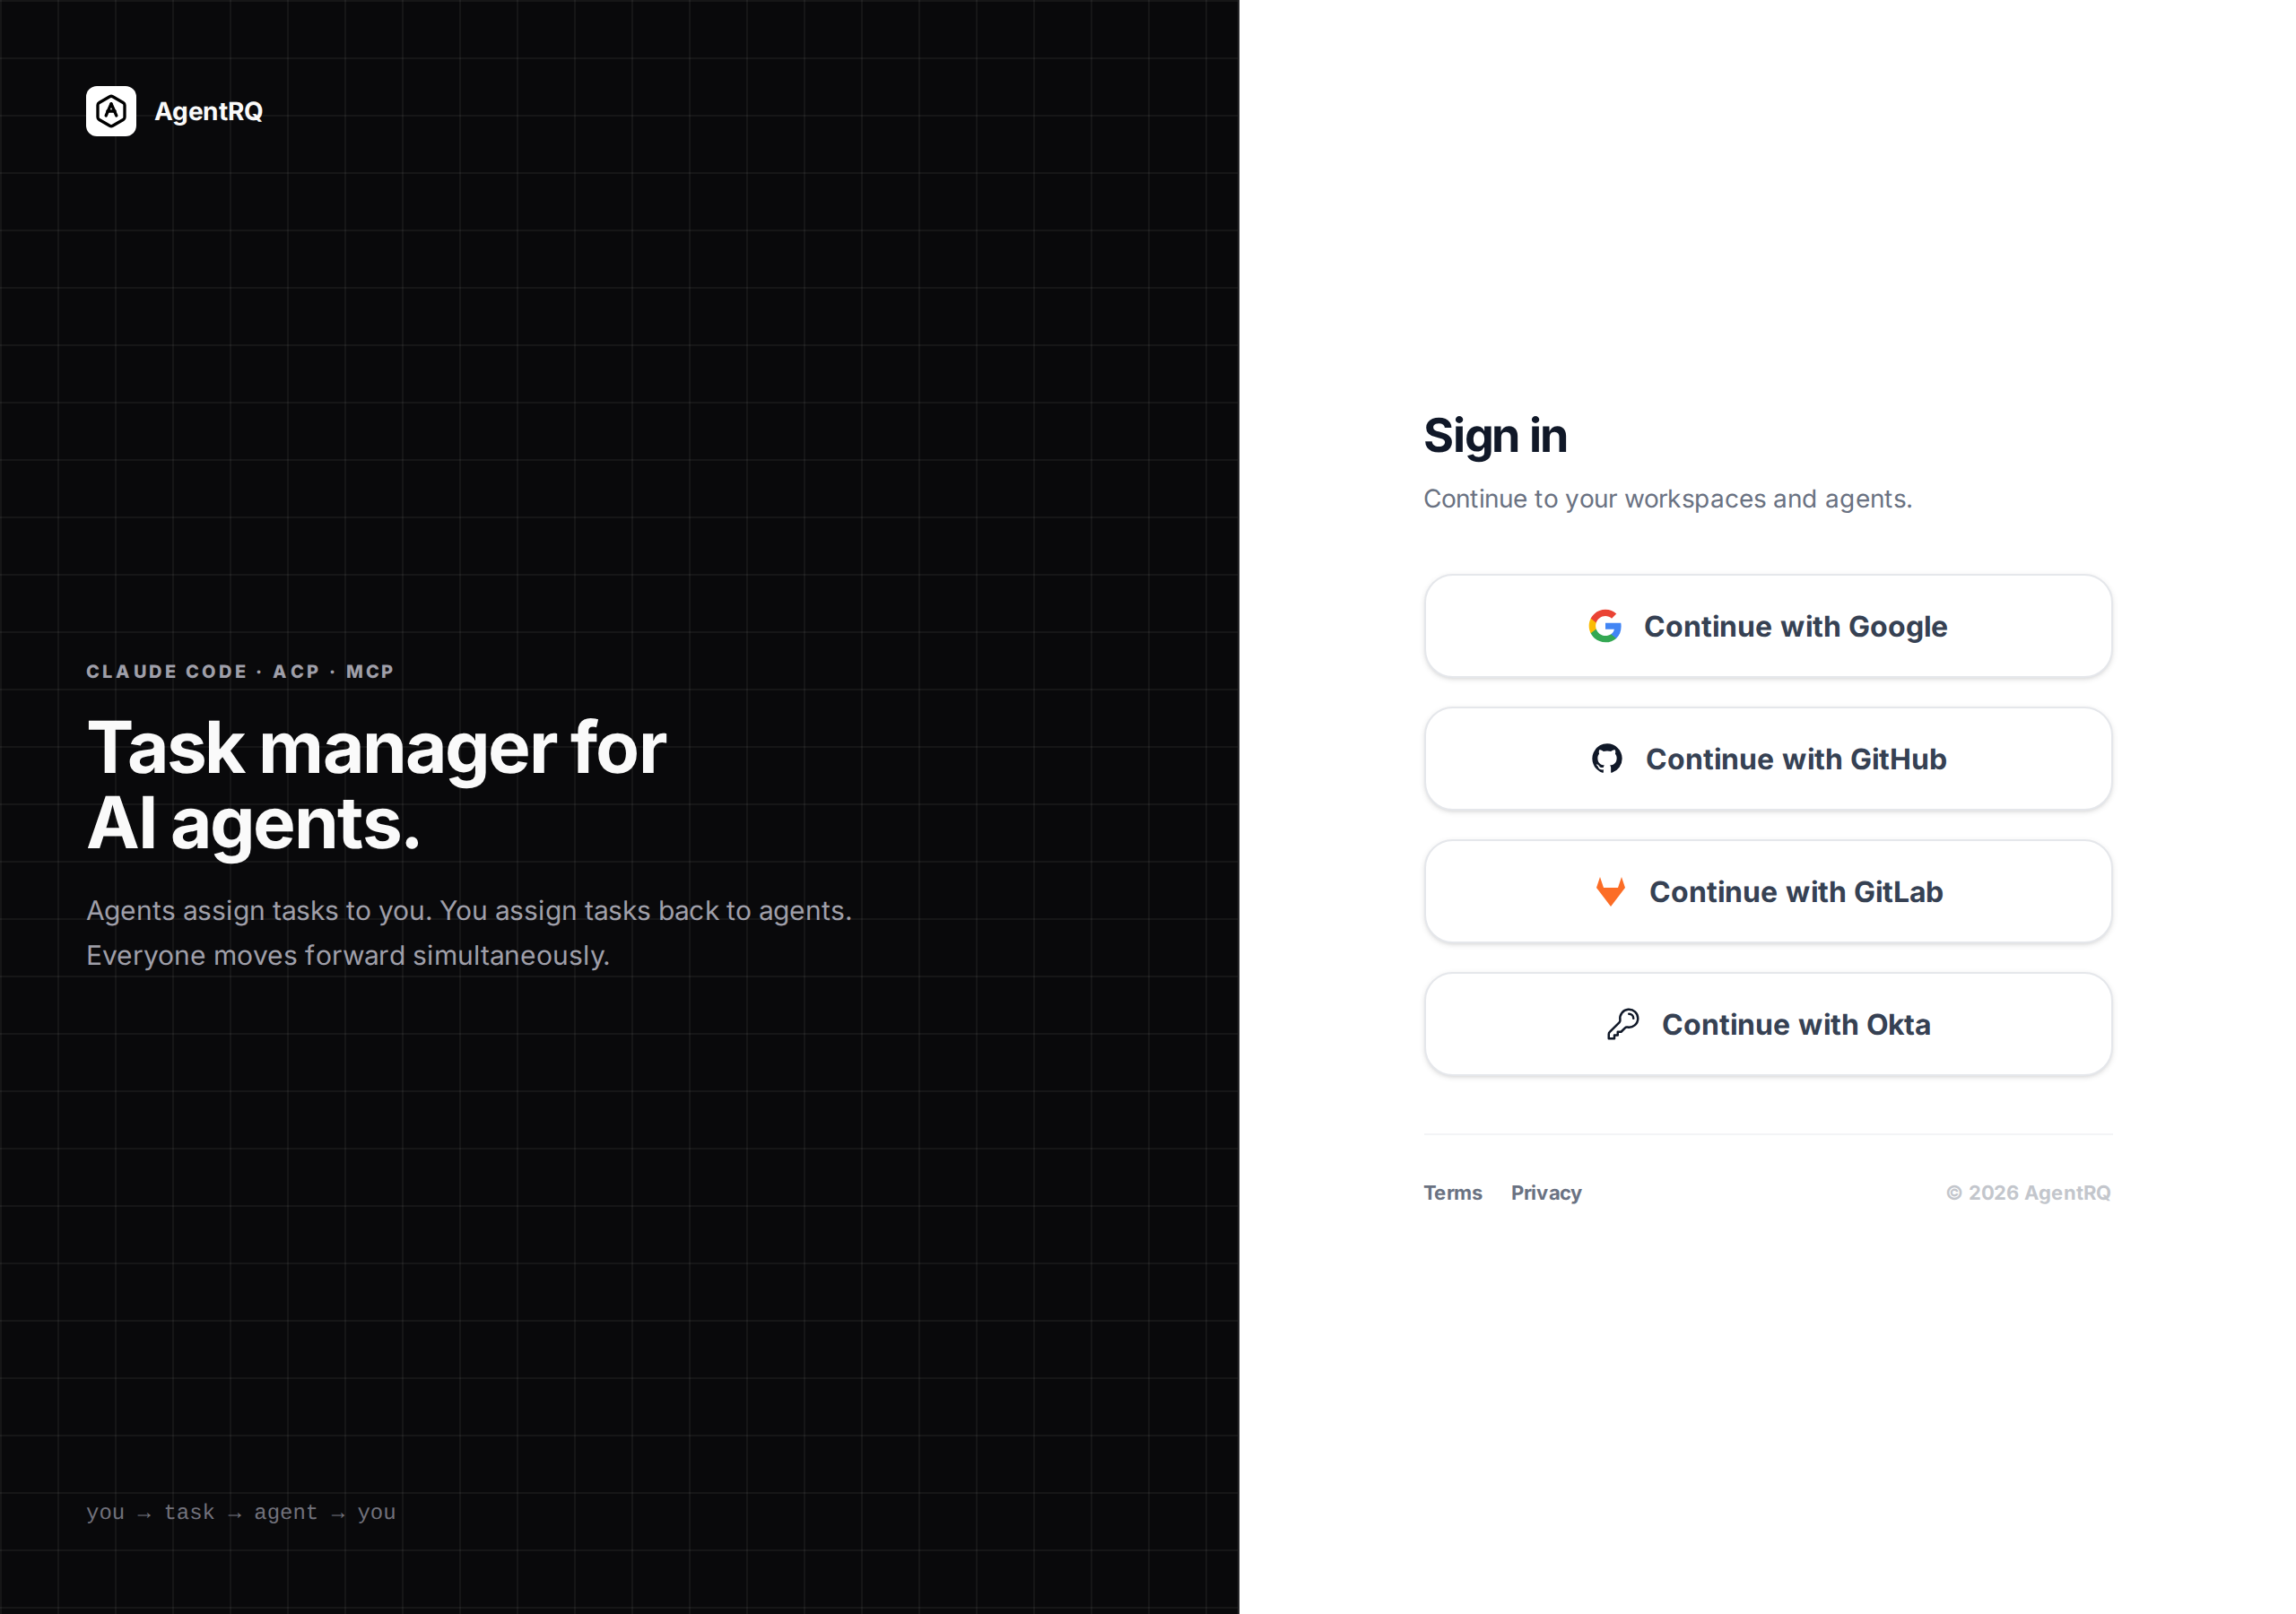 AgentRQ
CLAUDE CODE · ACP · MCP
Task manager for
AI agents.
Agents assign tasks to you. You assign tasks back to agents.
Everyone moves forward simultaneously.
you → task → agent → you
Sign in
Continue to your workspaces and agents.
Continue with Google
Continue with GitHub
Continue with GitLab
Continue with Okta
Terms Privacy © 2026 AgentRQ